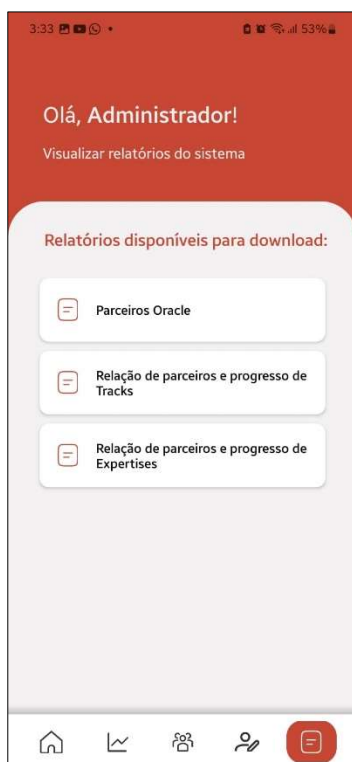 3:33 53%
Olá, Administrador!
Visualizar relatórios do sistema
Relatórios disponíveis para download:
Parceiros Oracle
Relação de parceiros e progresso de
Tracks
Relação de parceiros e progresso de
Expertises